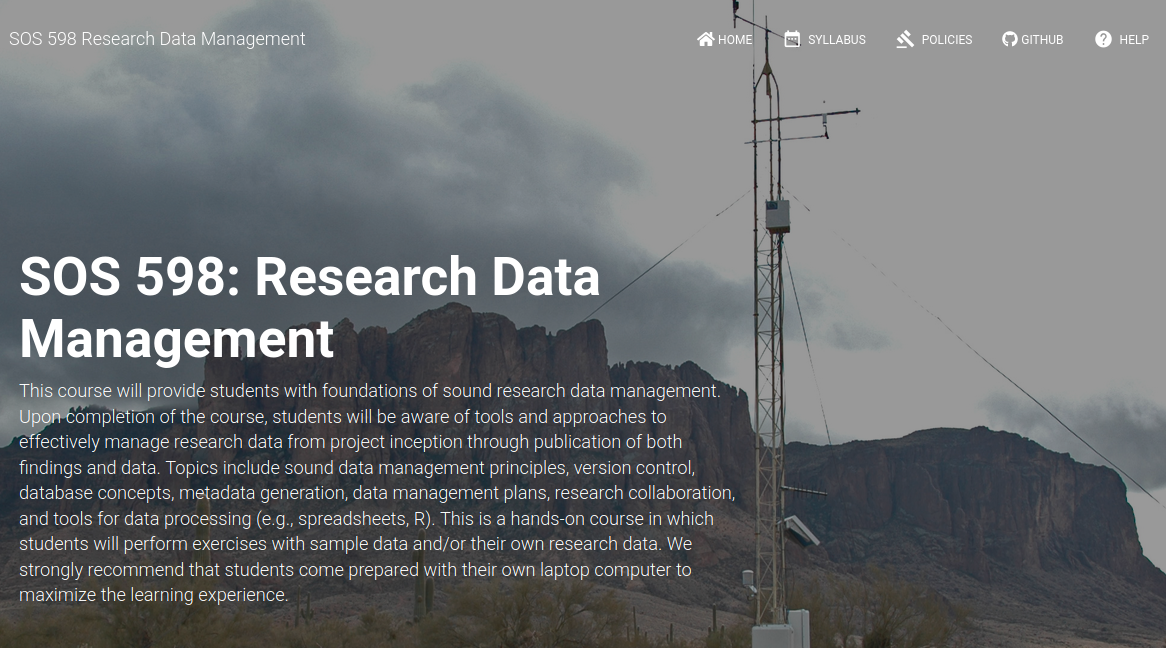 SOS 598 Research Data Management
HOME SYLLABUS POLICIES GITHUB HELP
SOS 598: Research Data
Management
This course will provide students with foundations of sound research data management.
Upon completion of the course, students will be aware of tools and approaches to
effectively manage research data from project inception through publication of both
findings and data. Topics include sound data management principles, version control,
database concepts, metadata generation, data management plans, research collaboration,
and tools for data processing (e.g., spreadsheets, R). This is a hands-on course in which
students will perform exercises with sample data and/or their own research data. We
strongly recommend that students come prepared with their own laptop computer to
maximize the learning experience.